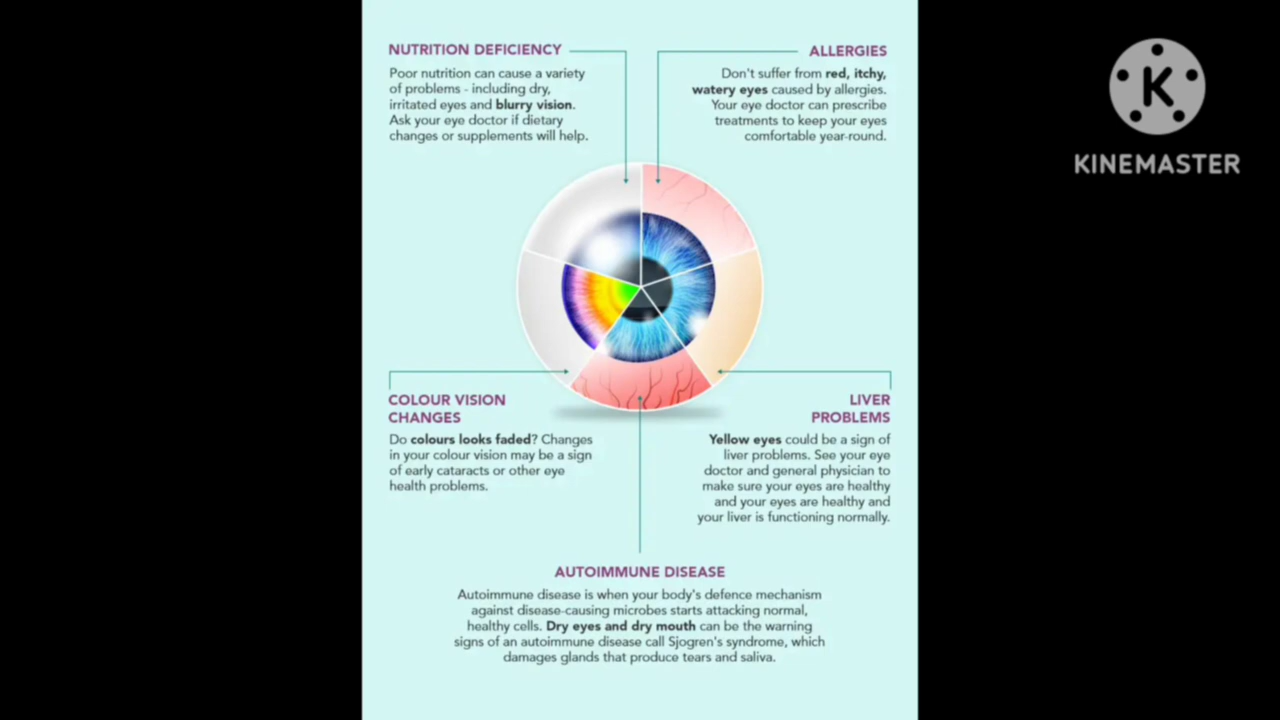 NUTRITION DEFICIENCY
Poor nutrition can cause a variety
of problems - including dry,
irritated eyes and blurry vision.
Ask your eye doctor if dietary
changes or supplements will help.
ALLERGIES
Don't suffer from red, itchy,
watery eyes caused by allergies.
Your eye doctor can prescribe
treatments to keep your eyes
comfortable year-round.
K
KINEMASTER
COLOUR VISION
CHANGES
Do colours looks faded? Changes
in your colour vision may be a sign
of early cataracts or other eye
health problems.
LIVER
PROBLEMS
Yellow eyes could be a sign of
liver problems. See your eye
doctor and general physician to
make sure your eyes are healthy
and your eyes are healthy and
your liver is functioning normally.
AUTOIMMUNE DISEASE
Autoimmune disease is when your body's defence mechanism
against disease-causing microbes starts attacking normal,
healthy cells. Dry eyes and dry mouth can be the warning
signs of an autoimmune disease call Sjogren's syndrome, which
damages glands that produce tears and saliva.